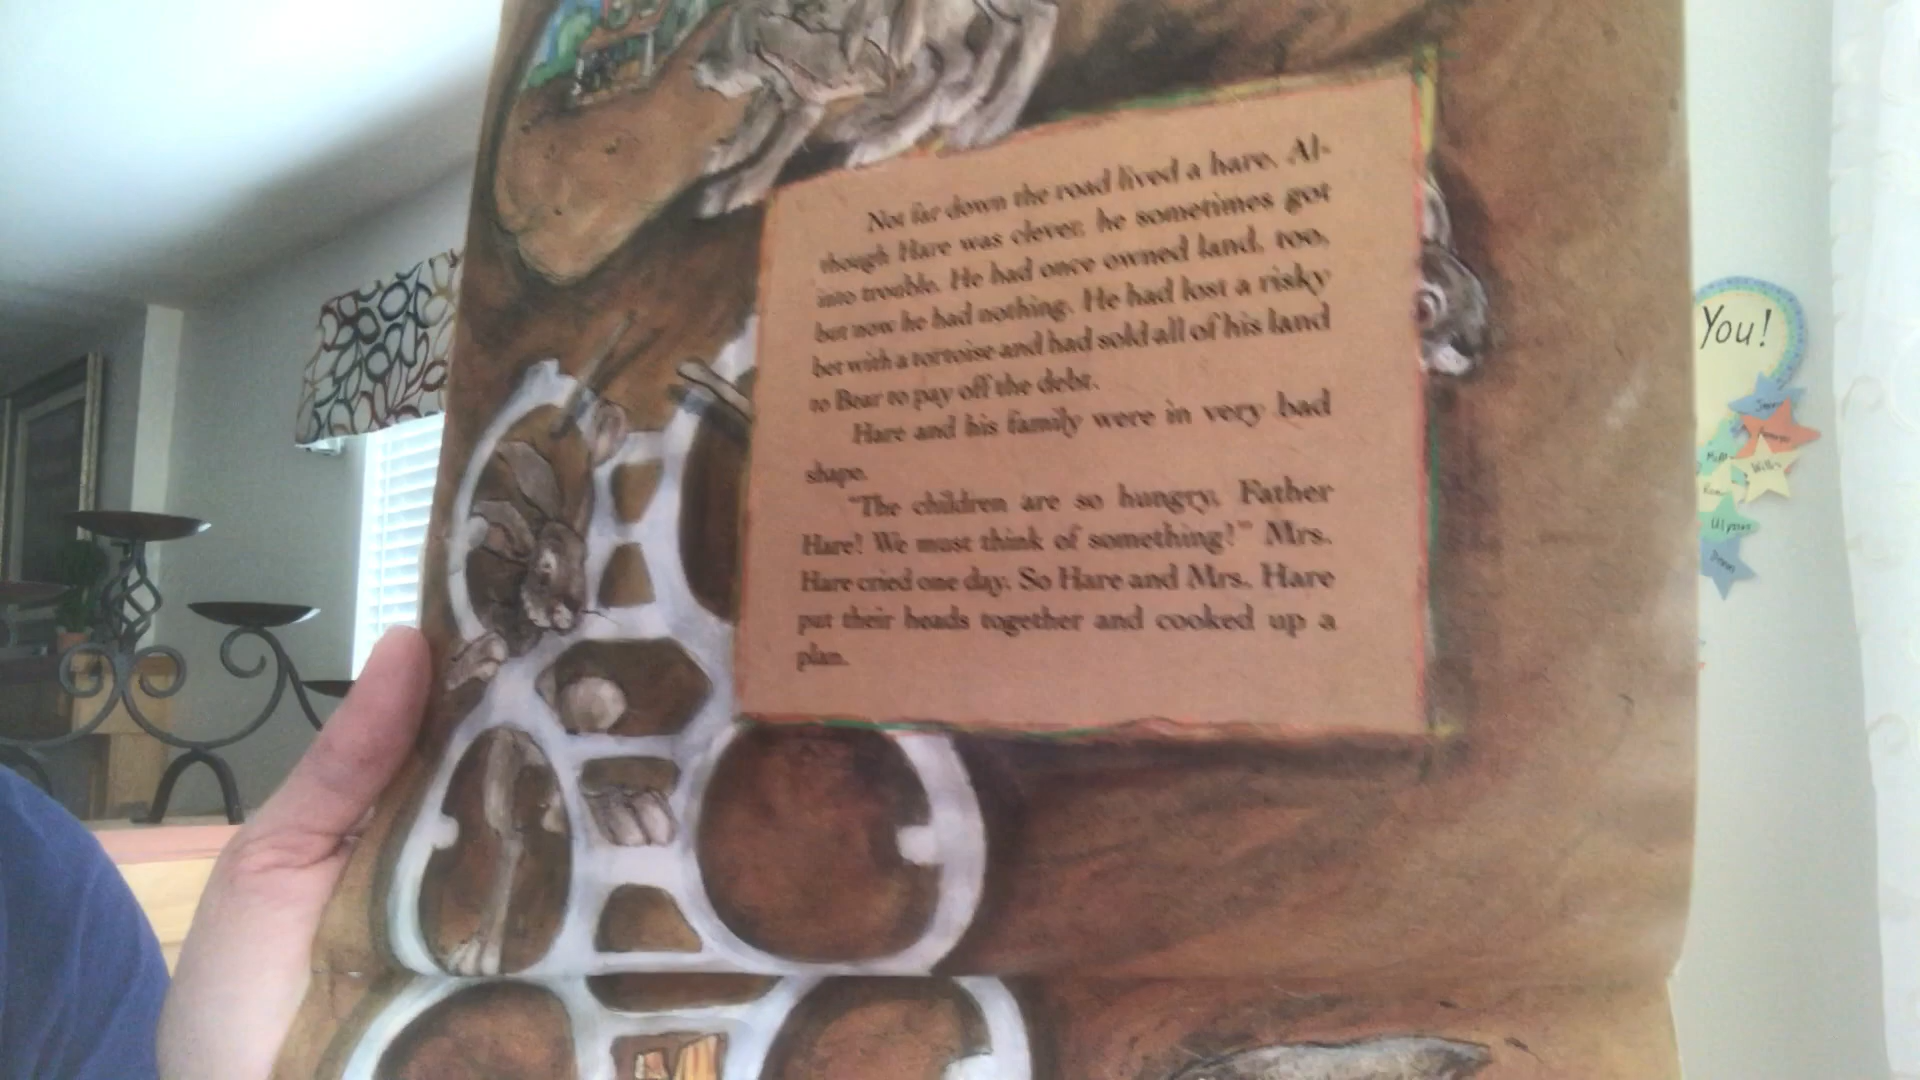 Not far down the road lived a hare. Al-
though Hare was clever, he sometimes got
into trouble. He had once owned land, too,
but now he had nothing. He had lost a risky
bet with a tortoise and had sold all of his land
to Bear to pay off the debt.
Hare and his family were in very bad
shape.
"The children are so hungry, Father
Hare! We must think of something!" Mrs.
Hare cried one day. So Hare and Mrs. Hare
put their heads together and cooked up a
plan.
You!
Will
Ulysses